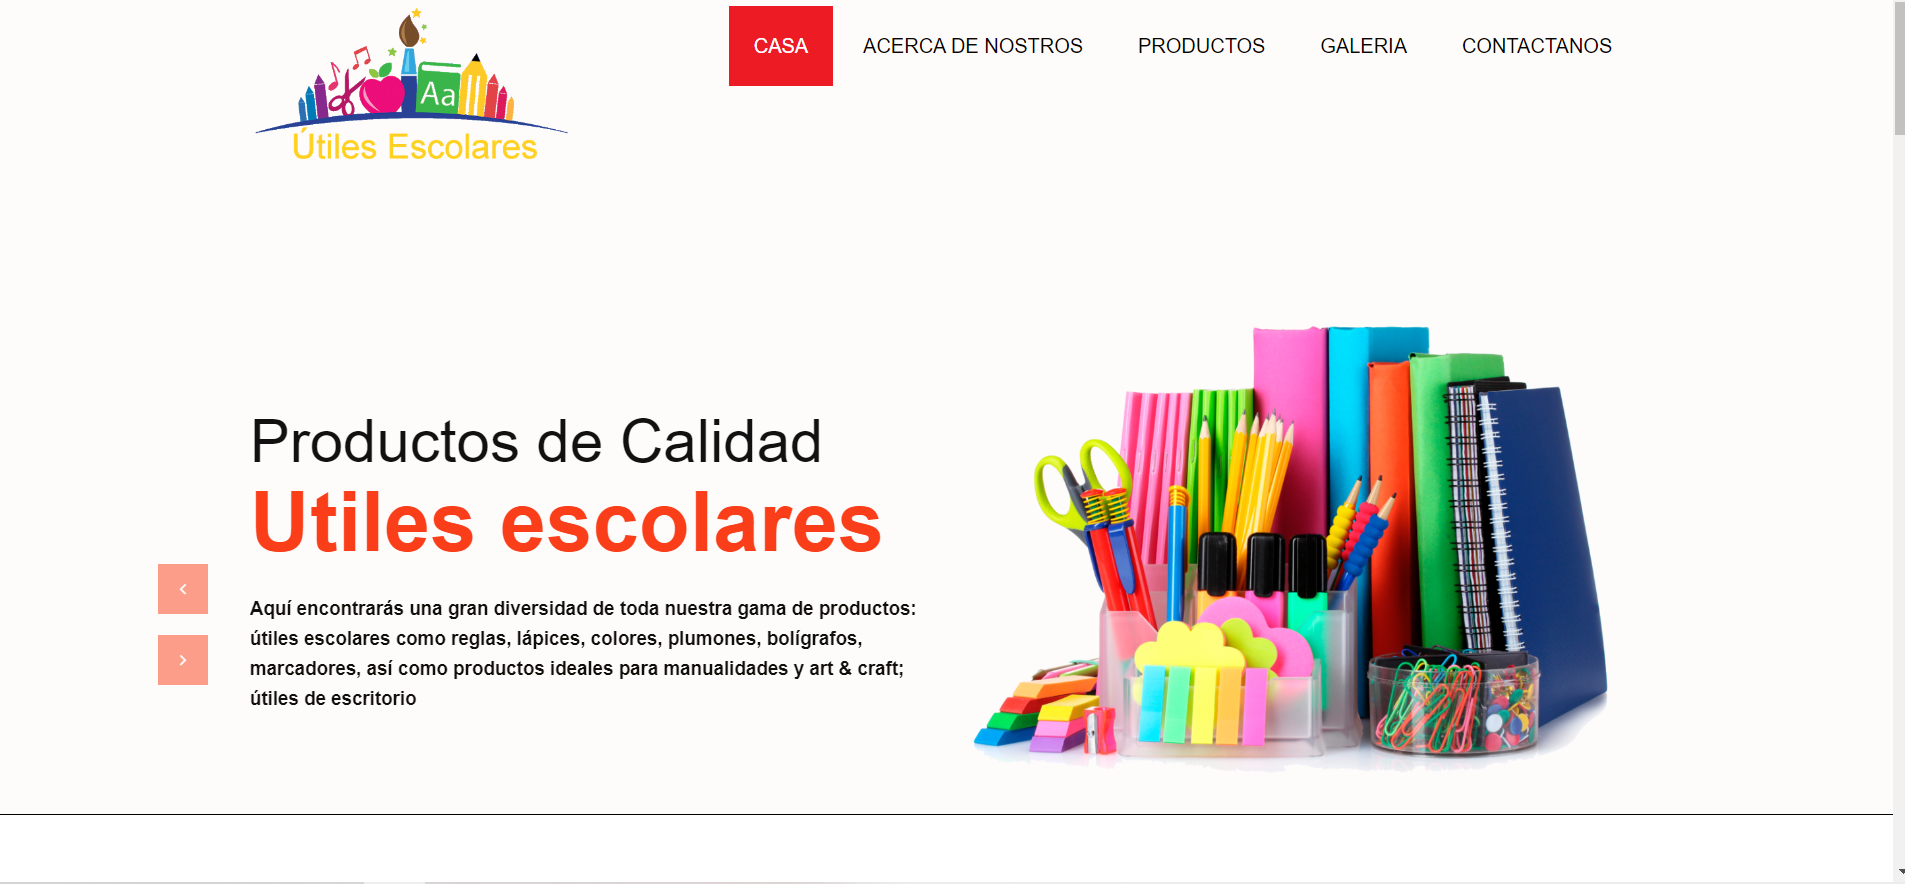 CASA
ACERCA DE NOSTROS
PRODUCTOS
GALERIA
CONTACTANOS
Aa
Útiles Escolares
Productos de Calidad
Utiles escolares
Aquí encontrarás una gran diversidad de toda nuestra gama de productos:
útiles escolares como reglas, lápices, colores, plumones, bolígrafos,
marcadores, así como productos ideales para manualidades y art & craft;
útiles de escritorio